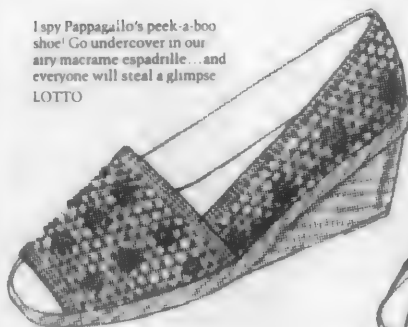 I spy Pappagallo's peek-a-boo
shoe! Go undercover in our
airy macrame espadrille...and
everyone will steal a glimpse
LOTTO